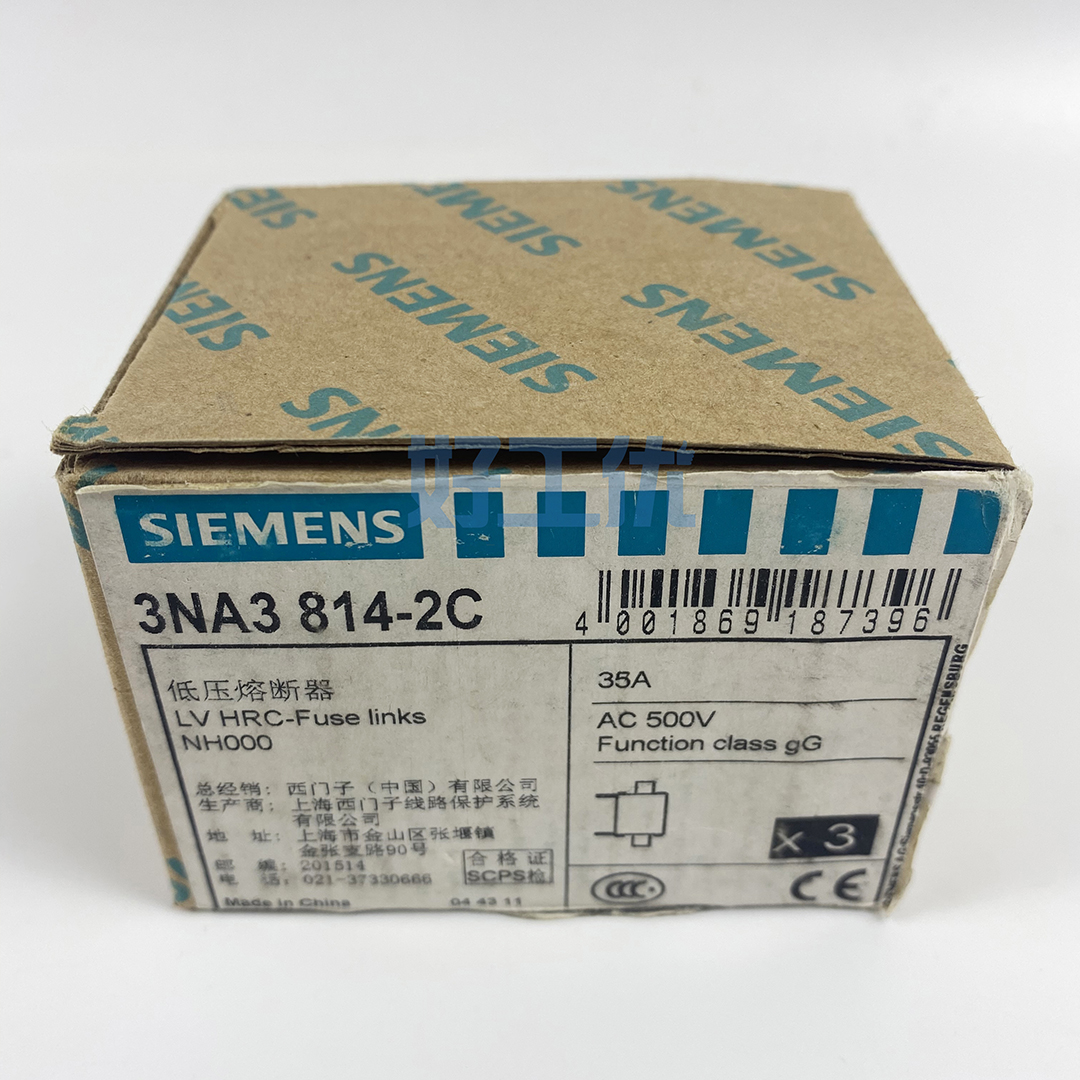 SIEMENS
SIEMENS
SIEMENS
SIEMENS
SIEMENS
SIEMENS
SIEMENS
好工优
SIEMENS
3NA3 814-2C
4 001869 187396
低压熔断器
LV HRC-Fuse links
NH000
35A
AC 500V
Function class gG
总经销: 西门子(中国)有限公司
生产商: 上海西门子线路保护系统
有限公司
地 址: 上海市金山区张堰镇
金张支路90号
邮 编: 201514
电 话: 021-37330666
合格证
SCPS检
x 3
CCC
CE
Made in China
04 43 11
REGENSBURG